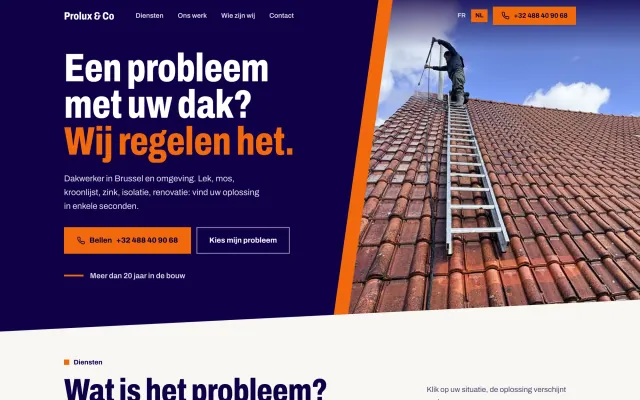 Prolux & Co
Diensten
Ons werk
Wie zijn wij
Contact
FR
NL
+32 488 40 90 68
Een probleem
met uw dak?
Wij regelen het.
Dakwerker in Brussel en omgeving. Lek, mos,
kroonlijst, zink, isolatie, renovatie: vind uw oplossing
in enkele seconden.
Bellen +32 488 40 90 68
Kies mijn probleem
Meer dan 20 jaar in de bouw
Diensten
Wat is het probleem?
Klik op uw situatie, de oplossing verschijnt